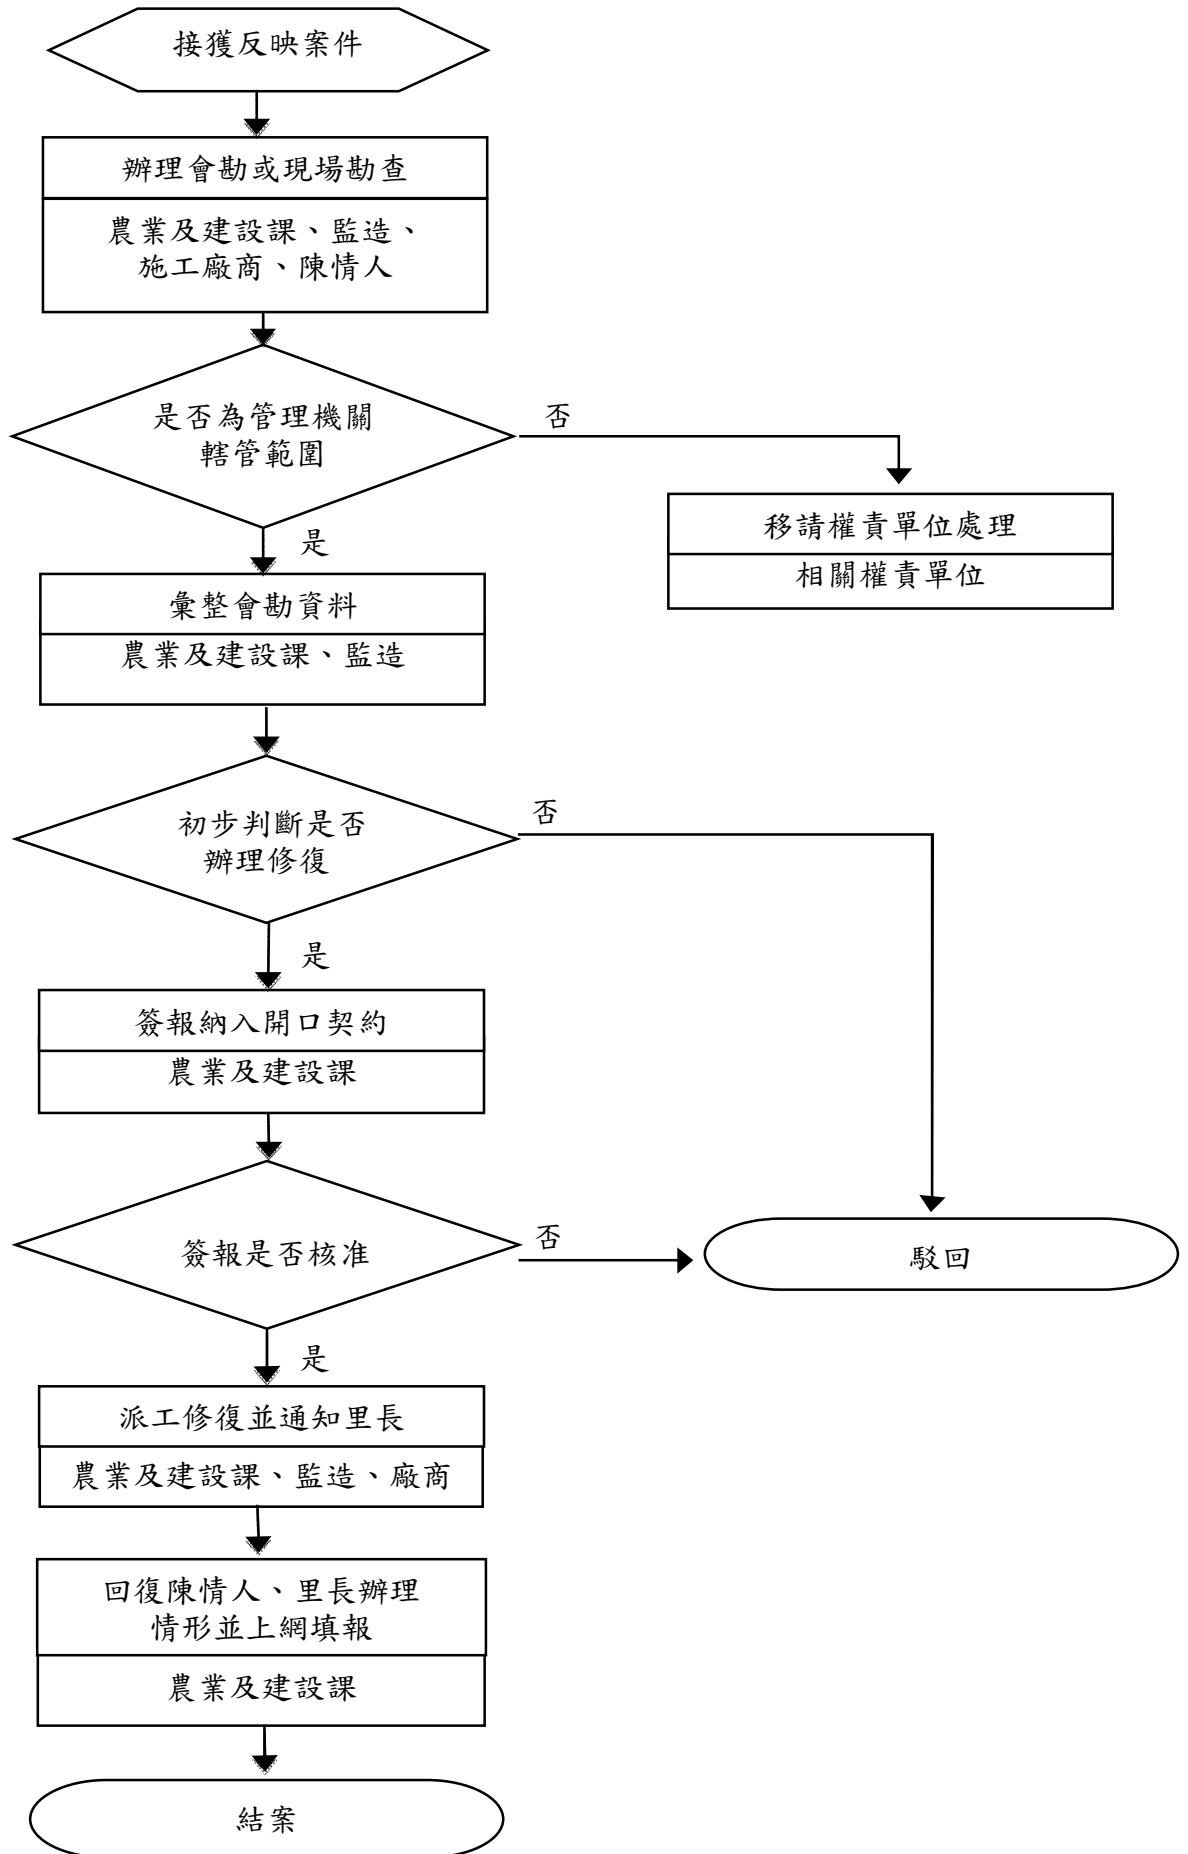 接獲反映案件
辦理會勘或現場勘查
農業及建設課、監造、
施工廠商、陳情人
是否為管理機關
轄管範圍
否
移請權責單位處理
相關權責單位
是
彙整會勘資料
農業及建設課、監造
初步判斷是否
辦理修復
否
是
簽報納入開口契約
農業及建設課
簽報是否核准
否
駁回
是
派工修復並通知里長
農業及建設課、監造、廠商
回復陳情人、里長辦理
情形並上網填報
農業及建設課
結案